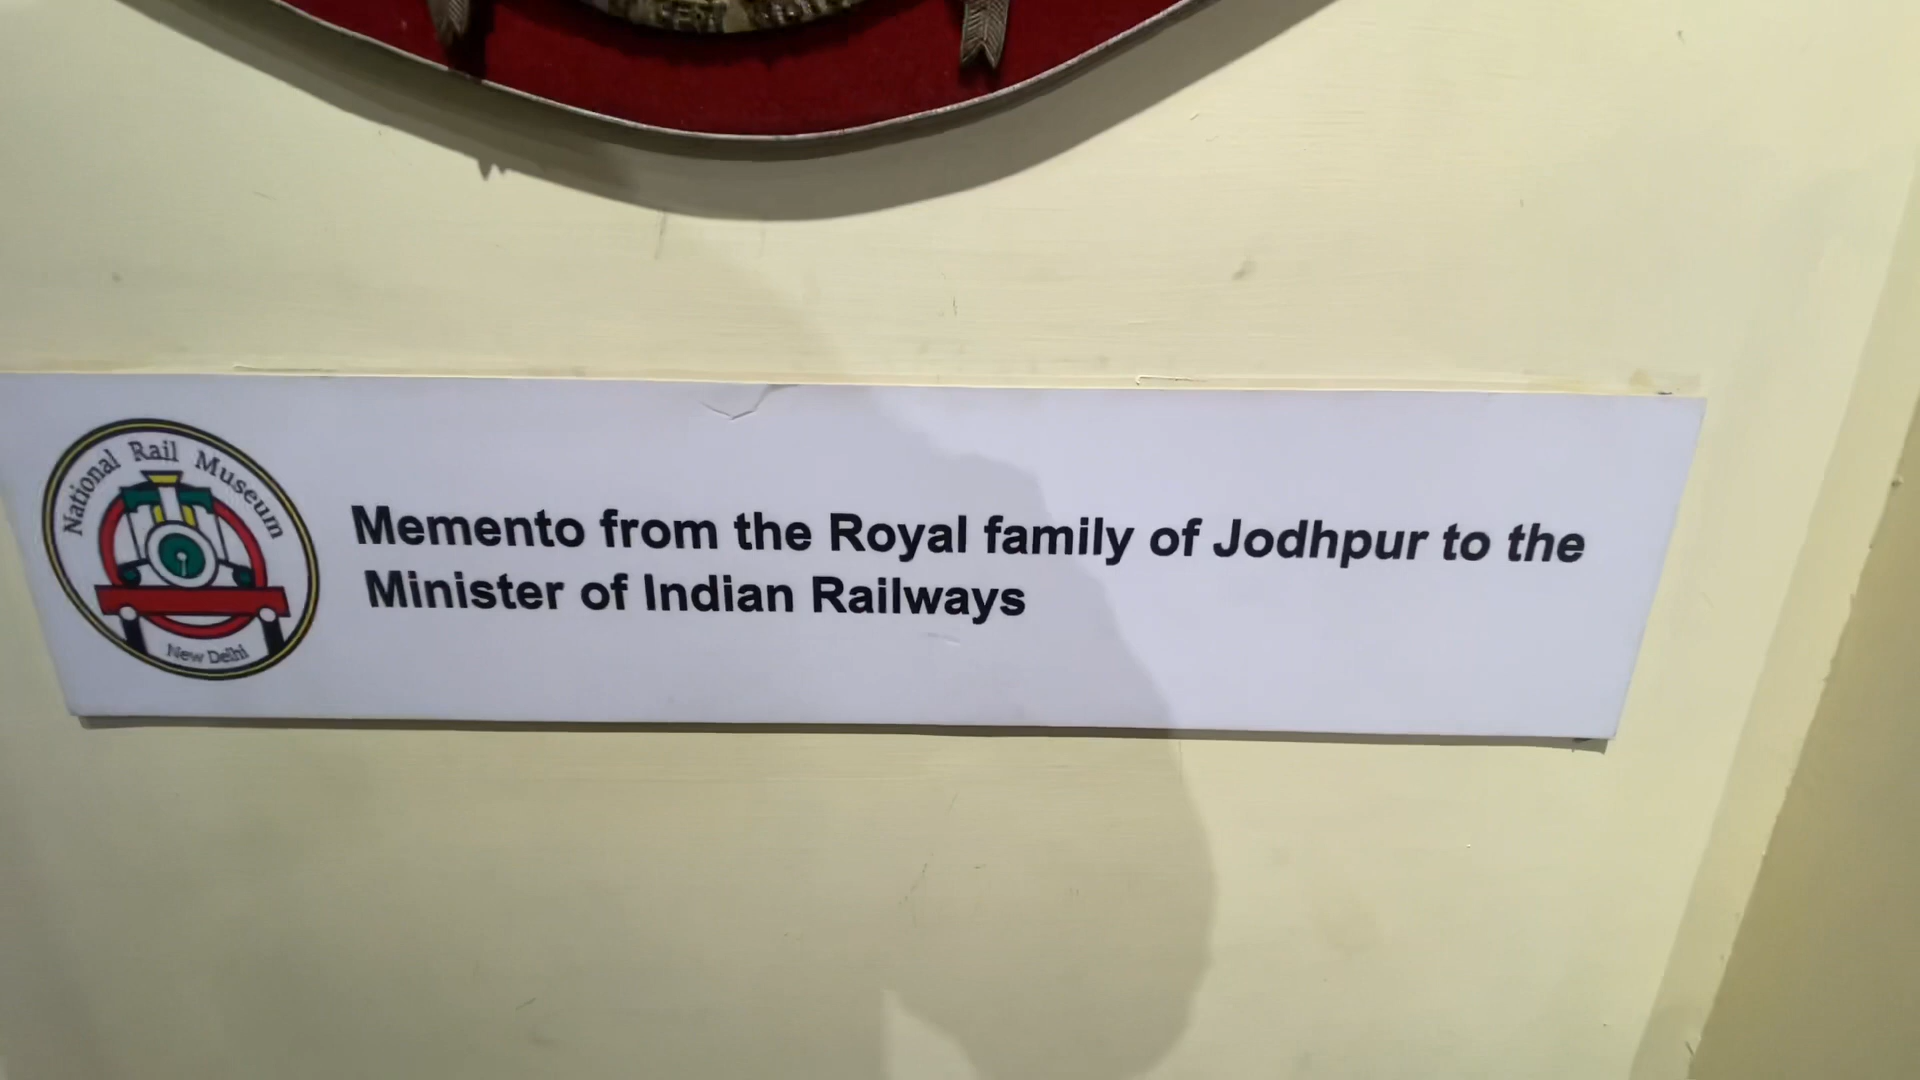 National Rail Museum
New Delhi
Memento from the Royal family of Jodhpur to the
Minister of Indian Railways